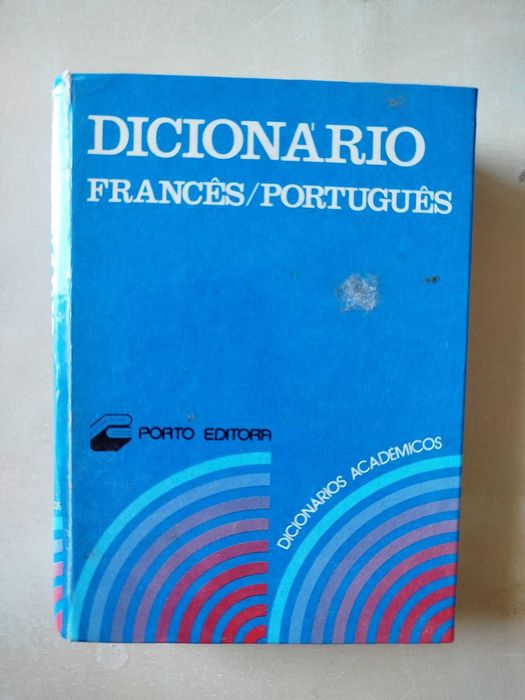 DICIONÁRIO
FRANCÊS/PORTUGUÊS
PORTO EDITORA
DICIONÁRIOS ACADÉMICOS